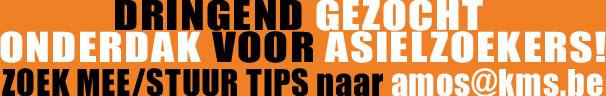 DRINGEND GEZOCHT
ONDERDAK VOOR ASIELZOEKERS!
ZOEK MEE/STUUR TIPS naar amos@kms.be